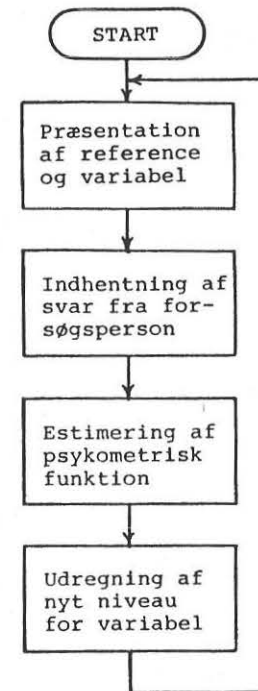 START
Præsentation
af reference
og variabel
Indhentning af
svar fra for-
søgsperson
Estimering af
psykometrisk
funktion
Udregning af
nyt niveau
for variabel